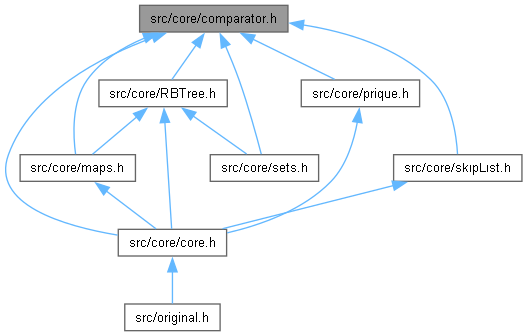 src/core/comparator.h
src/core/RBTree.h
src/core/prique.h
src/core/maps.h
src/core/sets.h
src/core/skipList.h
src/core/core.h
src/original.h